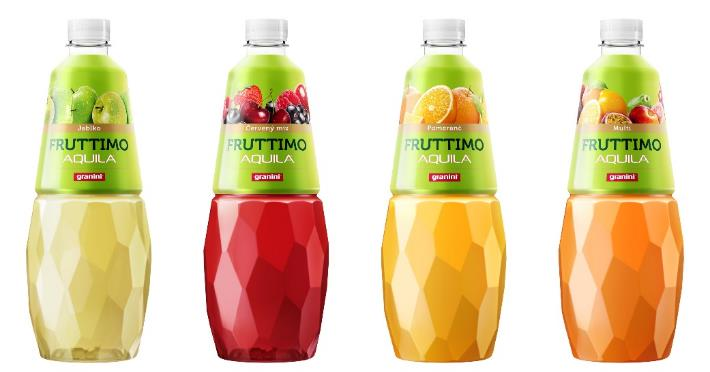 Jablko
FRUTTIMO
AQUILA
granini
Červený mix
FRUTTIMO
AQUILA
granini
Pomeranč
FRUTTIMO
AQUILA
granini
Multi
FRUTTIMO
AQUILA
granini